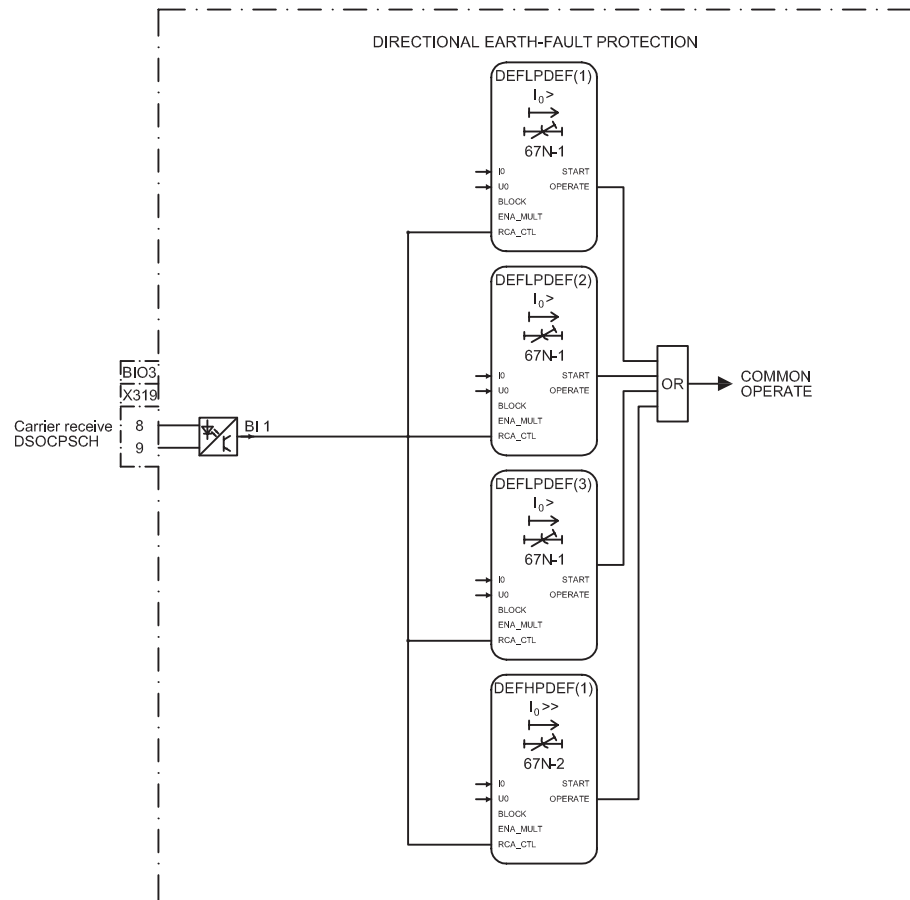 DIRECTIONAL EARTH-FAULT PROTECTION
DEFLPDEF(1)
I0 >
67N-1
I0 START
U0 OPERATE
BLOCK
ENA_MULT
RCA_CTL
DEFLPDEF(2)
I0 >
67N-1
I0 START
U0 OPERATE
BLOCK
ENA_MULT
RCA_CTL
OR
COMMON
OPERATE
BIO3
X319
Carrier receive
DSOCPSCH
8
9
BI 1
DEFLPDEF(3)
I0 >
67N-1
I0 START
U0 OPERATE
BLOCK
ENA_MULT
RCA_CTL
DEFHPDEF(1)
I0 >>
67N-2
I0 START
U0 OPERATE
BLOCK
ENA_MULT
RCA_CTL